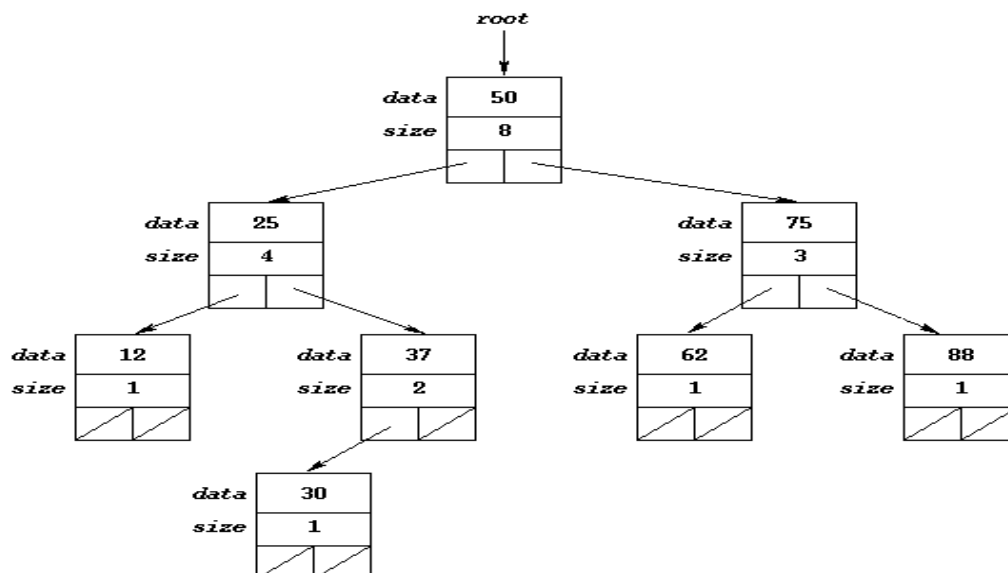 root
data 50
size 8
data 25 data 75
size 4 size 3
data 12 data 37 data 62 data 88
size 1 size 2 size 1 size 1
data 30
size 1